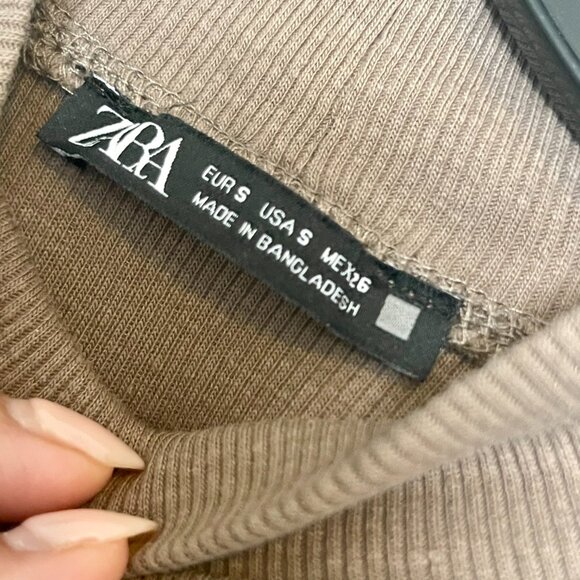 ZARA
EUR S USA S MEX 26
MADE IN BANGLADESH